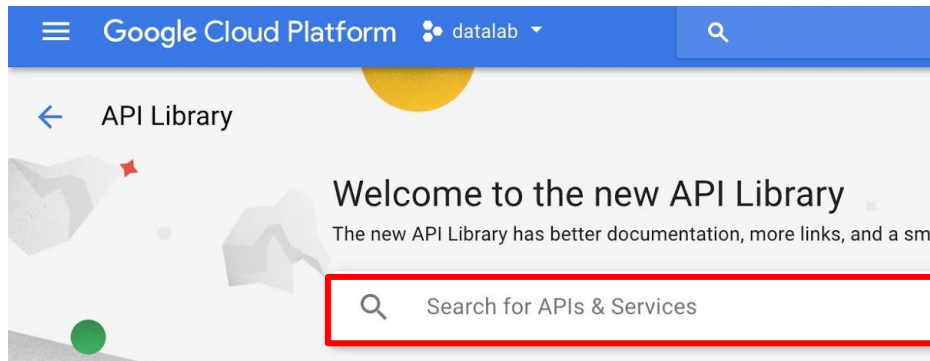 Google Cloud Platform datalab
API Library
Welcome to the new API Library
The new API Library has better documentation, more links, and a sm
Search for APIs & Services